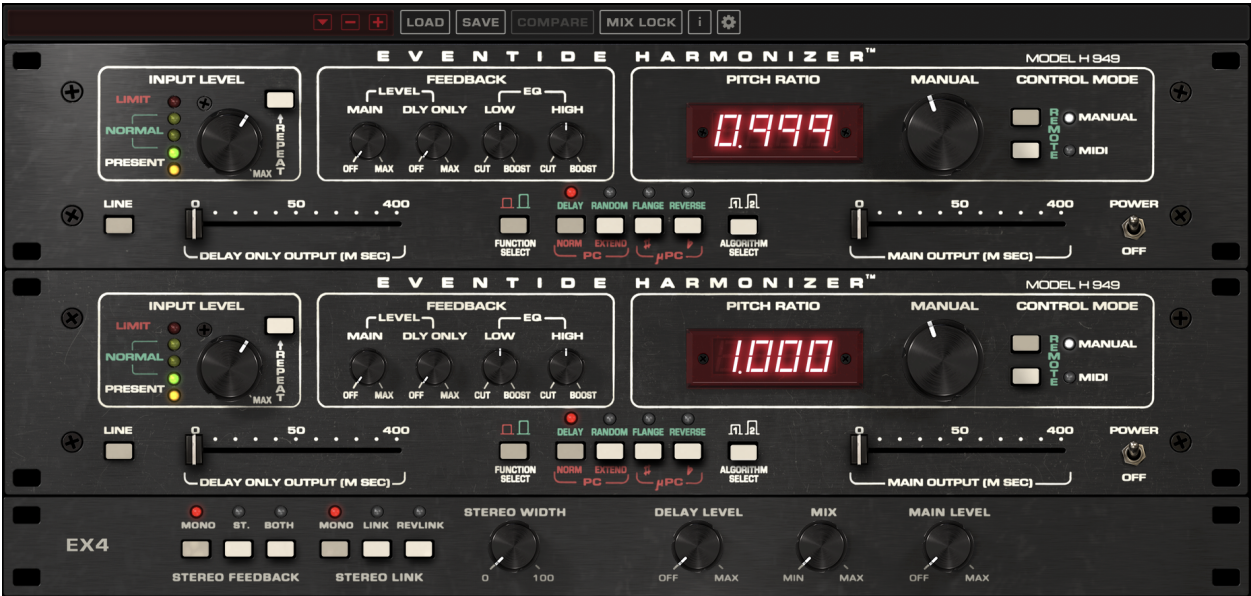 LOAD SAVE COMPARE MIX LOCK i
EVENTIDE HARMONIZER™
MODEL H 949
INPUT LEVEL FEEDBACK PITCH RATIO MANUAL CONTROL MODE
LIMIT LEVEL EQ
MAIN DLY ONLY LOW HIGH
NORMAL REPEAT 0.999 REMOTE MANUAL
PRESENT MIDI
MAX OFF MAX OFF MAX CUT BOOST CUT BOOST
LINE 0 50 400 DELAY RANDOM FLANGE REVERSE 0 50 400 POWER
FUNCTION SELECT NORM EXTEND ♯ ♭ ALGORITHM SELECT OFF
DELAY ONLY OUTPUT (M SEC) PC μPC MAIN OUTPUT (M SEC)
EVENTIDE HARMONIZER™
MODEL H 949
INPUT LEVEL FEEDBACK PITCH RATIO MANUAL CONTROL MODE
LIMIT LEVEL EQ
MAIN DLY ONLY LOW HIGH
NORMAL REPEAT 1.000 REMOTE MANUAL
PRESENT MIDI
MAX OFF MAX OFF MAX CUT BOOST CUT BOOST
LINE 0 50 400 DELAY RANDOM FLANGE REVERSE 0 50 400 POWER
FUNCTION SELECT NORM EXTEND ♯ ♭ ALGORITHM SELECT OFF
DELAY ONLY OUTPUT (M SEC) PC μPC MAIN OUTPUT (M SEC)
STEREO WIDTH DELAY LEVEL MIX MAIN LEVEL
MONO ST. BOTH MONO LINK REVLINK
EX4
STEREO FEEDBACK STEREO LINK 0 100 OFF MAX MIN MAX OFF MAX